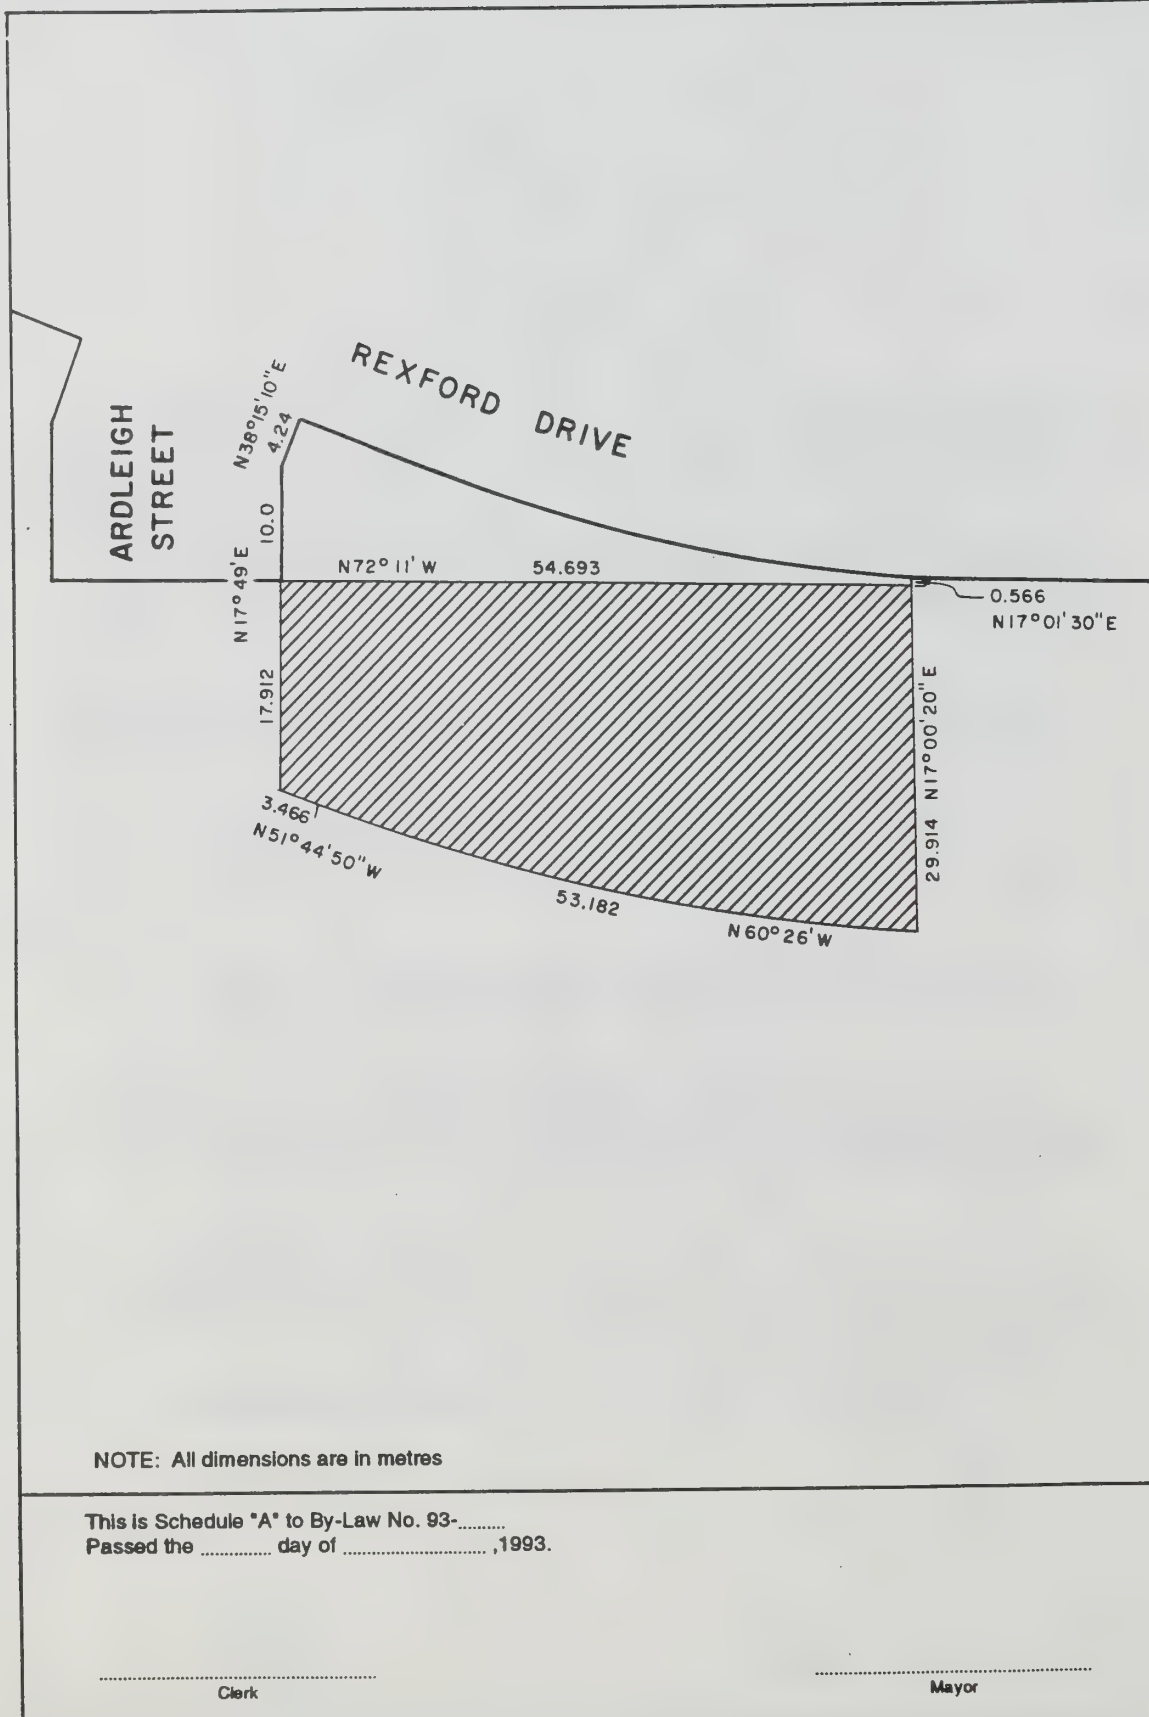 REXFORD DRIVE
ARDLEIGH
STREET
N38°15'10"E
4.24
10.0
N17°49'E
N72°11'W 54.693
0.566
N17°01'30"E
17.912
29.914 N17°00'20"E
3.466
N51°44'50"W
53.182
N60°26'W
NOTE: All dimensions are in metres
This is Schedule "A" to By-Law No. 93-.........
Passed the ............. day of ........................... ,1993.
Clerk
Mayor